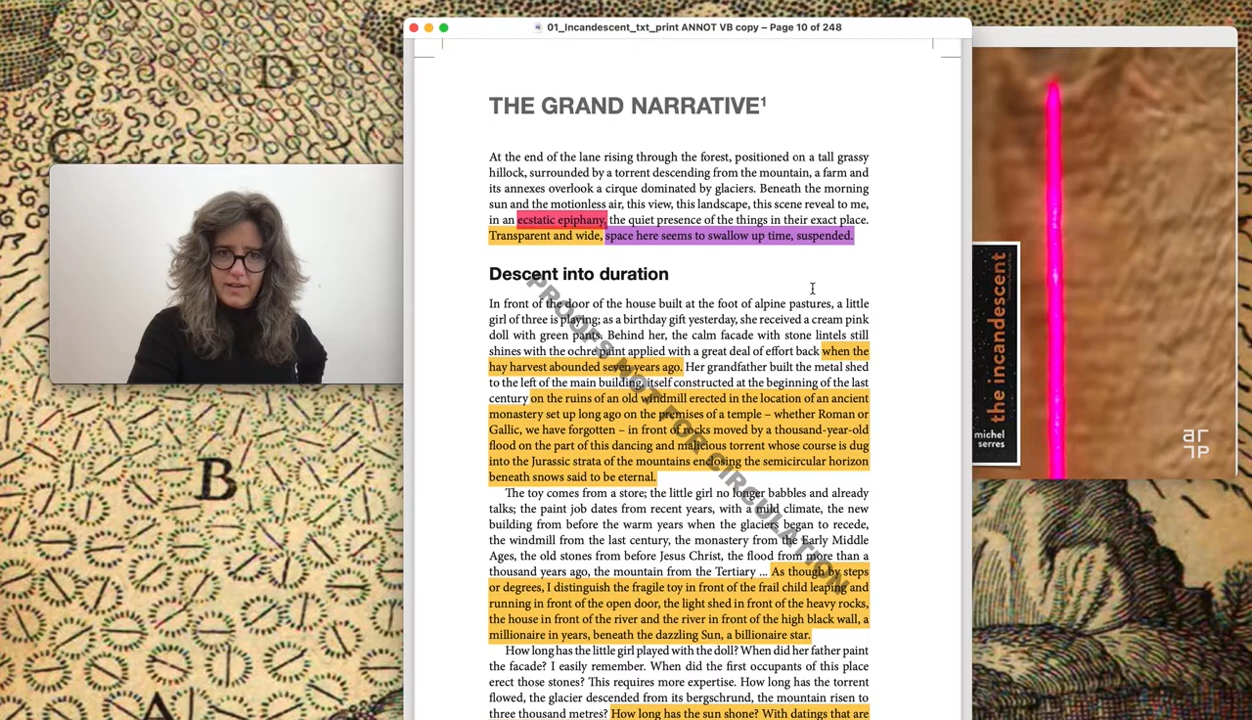 01_Incandescent_txt_print ANNOT VB copy – Page 10 of 248
THE GRAND NARRATIVE¹
At the end of the lane rising through the forest, positioned on a tall grassy
hillock, surrounded by a torrent descending from the mountain, a farm and
its annexes overlook a cirque dominated by glaciers. Beneath the morning
sun and the motionless air, this view, this landscape, this scene reveal to me,
in an ecstatic epiphany, the quiet presence of the things in their exact place.
Transparent and wide, space here seems to swallow up time, suspended.
Descent into duration
In front of the door of the house built at the foot of alpine pastures, a little
girl of three is playing; as a birthday gift yesterday, she received a cream pink
doll with green pants. Behind her, the calm facade with stone lintels still
shines with the ochre paint applied with a great deal of effort back when the
hay harvest abounded seven years ago. Her grandfather built the metal shed
to the left of the main building, itself constructed at the beginning of the last
century on the ruins of an old windmill erected in the location of an ancient
monastery set up long ago on the premises of a temple – whether Roman or
Gallic, we have forgotten – in front of rocks moved by a thousand-year-old
flood on the part of this dancing and malicious torrent whose course is dug
into the Jurassic strata of the mountains enclosing the semicircular horizon
beneath snows said to be eternal.
The toy comes from a store; the little girl no longer babbles and already
talks; the paint job dates from recent years, with a mild climate, the new
building from before the warm years when the glaciers began to recede,
the windmill from the last century, the monastery from the Early Middle
Ages, the old stones from before Jesus Christ, the flood from more than a
thousand years ago, the mountain from the Tertiary ... As though by steps
or degrees, I distinguish the fragile toy in front of the frail child leaping and
running in front of the open door, the light shed in front of the heavy rocks,
the house in front of the river and the river in front of the high black wall, a
millionaire in years, beneath the dazzling Sun, a billionaire star.
How long has the little girl played with the doll? When did her father paint
the facade? I easily remember. When did the first occupants of this place
erect those stones? This requires more expertise. How long has the torrent
flowed, the glacier descended from its bergschrund, the mountain risen to
three thousand metres? How long has the sun shone? With datings that are
PROOFS NOT FOR CIRCULATION
the incandescent
michel
serres
D
C
B
A